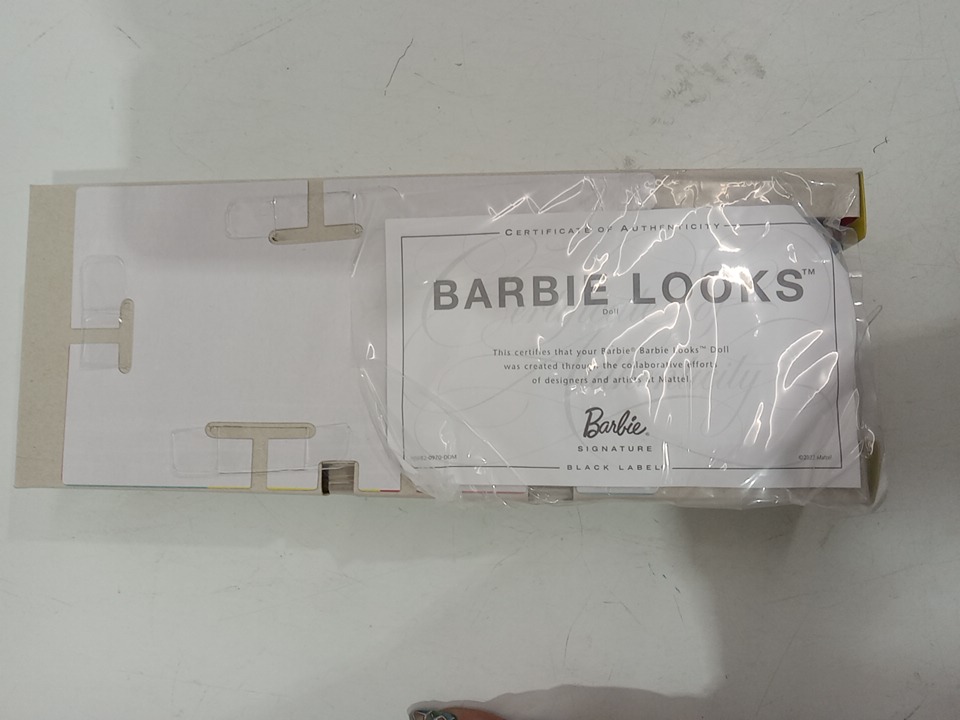 CERTIFICATE OF AUTHENTICITY
BARBIE LOOKS™
Doll
This certifies that your Barbie® Barbie Looks™ Doll
was created through the collaborative efforts
of designers and artists at Mattel.
Barbie®
SIGNATURE
BLACK LABEL®
Mattel